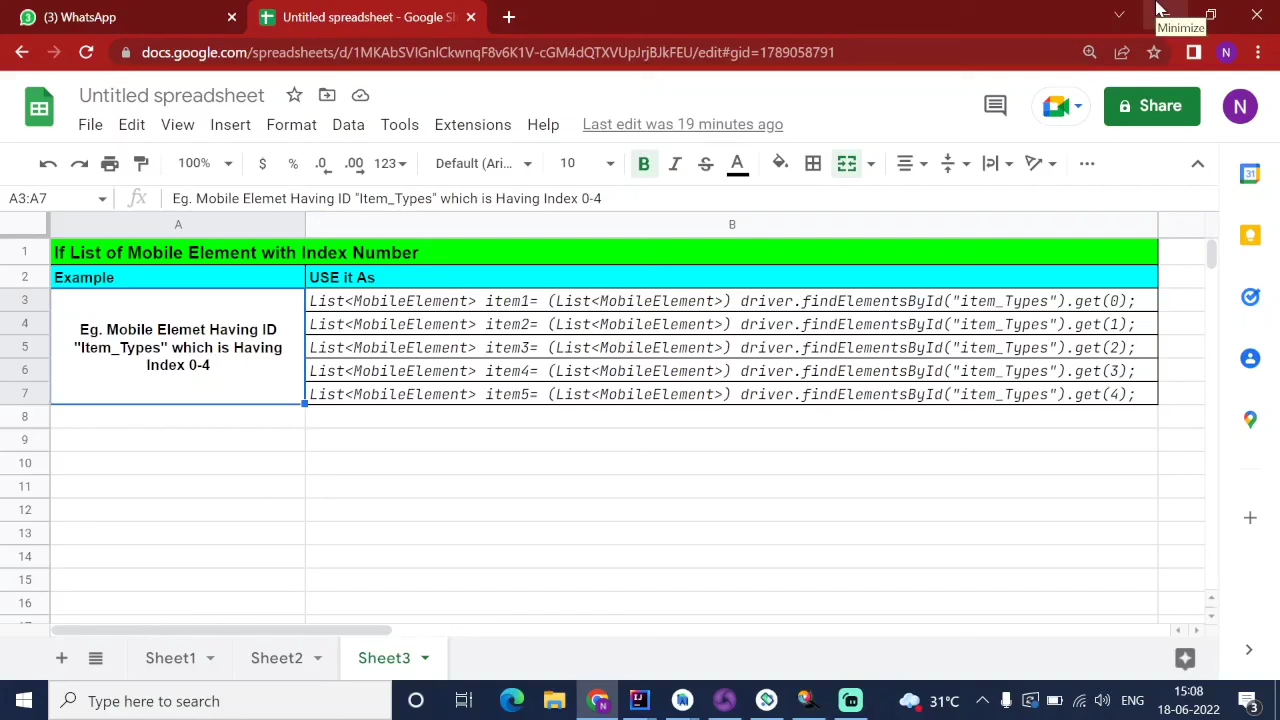 (3) WhatsApp
Untitled spreadsheet - Google Sh
Minimize
docs.google.com/spreadsheets/d/1MKAbSVIGnlCkwnqF8v6K1V-cGM4dQTXVUpJrjBJkFEU/edit#gid=1789058791
N
Untitled spreadsheet
File Edit View Insert Format Data Tools Extensions Help Last edit was 19 minutes ago
Share
N
100% $ % .0 .00 123 Default (Ari... 10 B I S A
31
A3:A7 fx Eg. Mobile Elemet Having ID "Item_Types" which is Having Index 0-4
A B
1 If List of Mobile Element with Index Number
2 Example USE it As
3 List<MobileElement> item1= (List<MobileElement>) driver.findElementsById("item_Types").get(0);
4 List<MobileElement> item2= (List<MobileElement>) driver.findElementsById("item_Types").get(1);
5 List<MobileElement> item3= (List<MobileElement>) driver.findElementsById("item_Types").get(2);
6 List<MobileElement> item4= (List<MobileElement>) driver.findElementsById("item_Types").get(3);
7 List<MobileElement> item5= (List<MobileElement>) driver.findElementsById("item_Types").get(4);
Eg. Mobile Elemet Having ID
"Item_Types" which is Having
Index 0-4
8
9
10
11
12
13
14
15
16
Sheet1 Sheet2 Sheet3
Type here to search
31°C ENG
15:08
18-06-2022
3